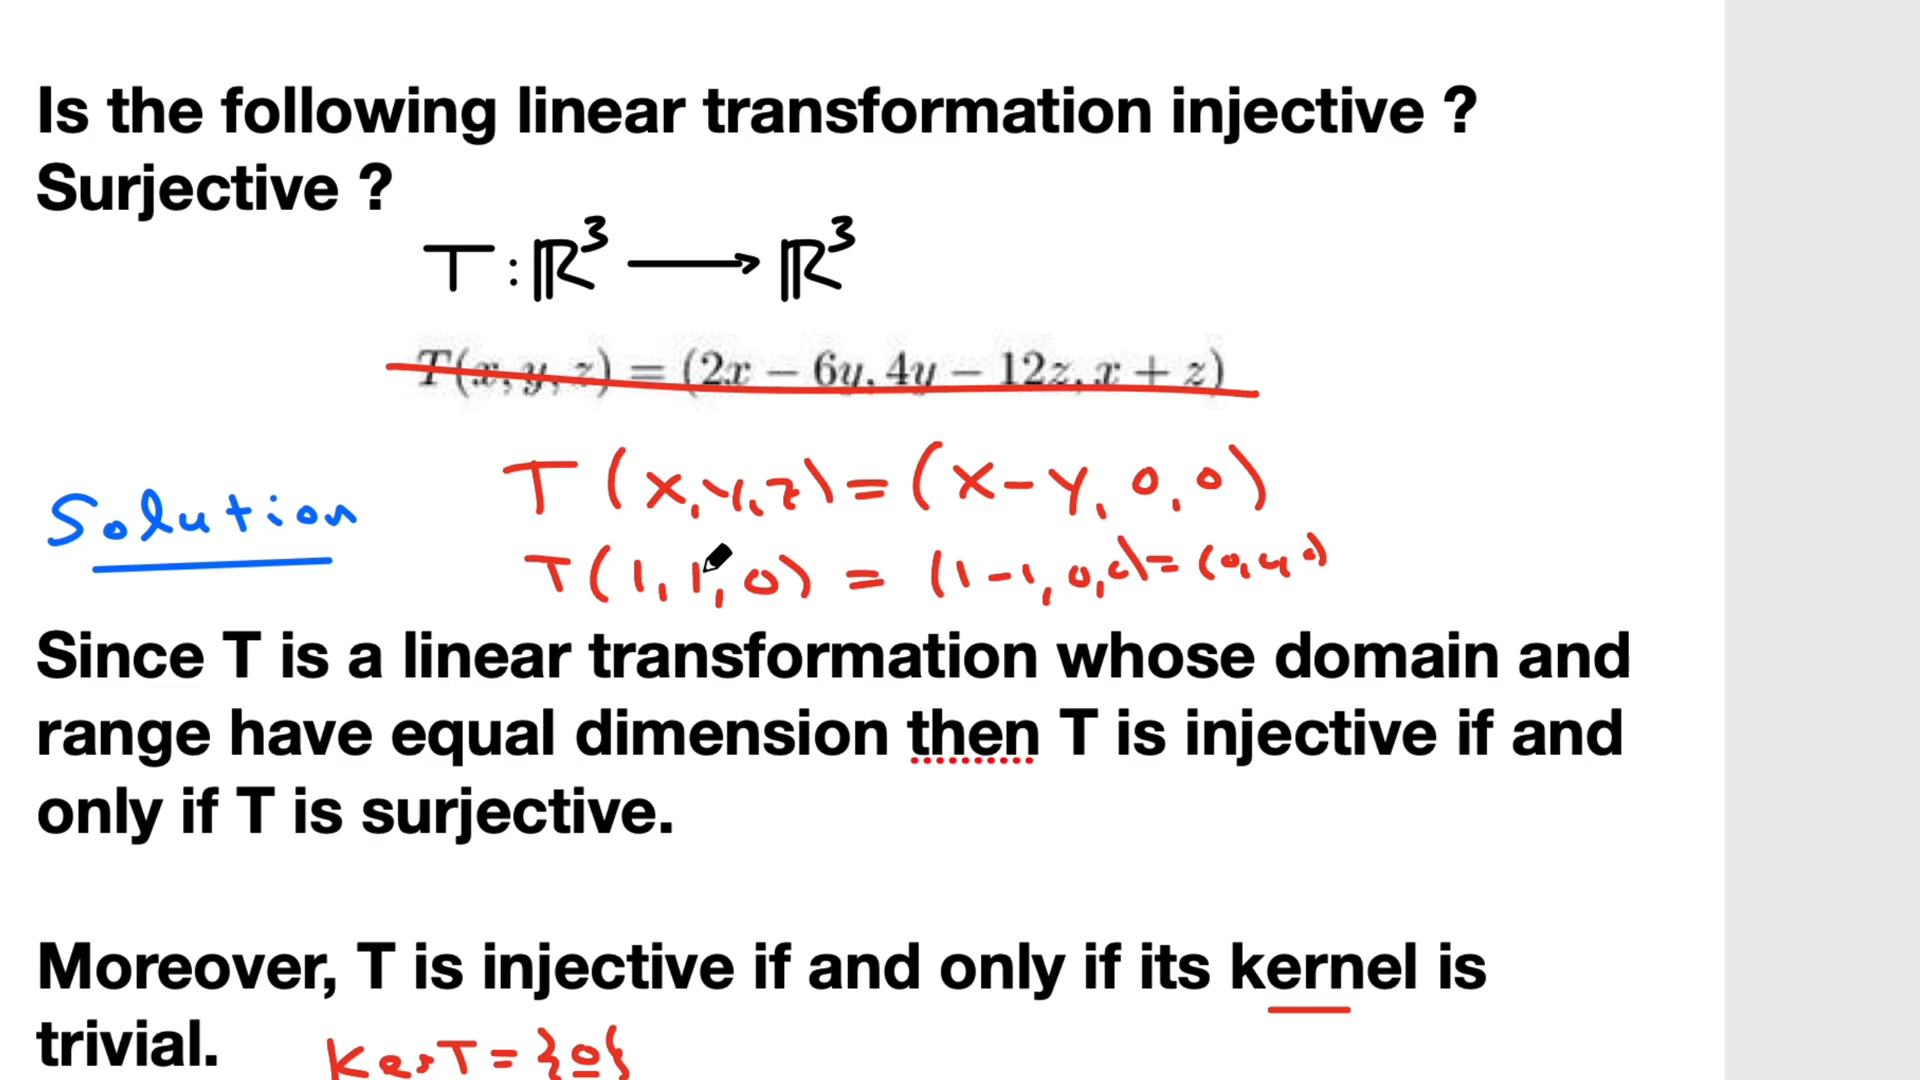 Is the following linear transformation injective ?
Surjective ?
T : ℝ³ ⟶ ℝ³
T(x, y, z) = (2x − 6y, 4y − 12z, x + z)
T(x,y,z) = (x-y, 0,0)
Solution
T(1,1,0) = (1-1,0,0) = (0,0,0)
Since T is a linear transformation whose domain and
range have equal dimension then T is injective if and
only if T is surjective.
Moreover, T is injective if and only if its kernel is
trivial.
KerT = {0}